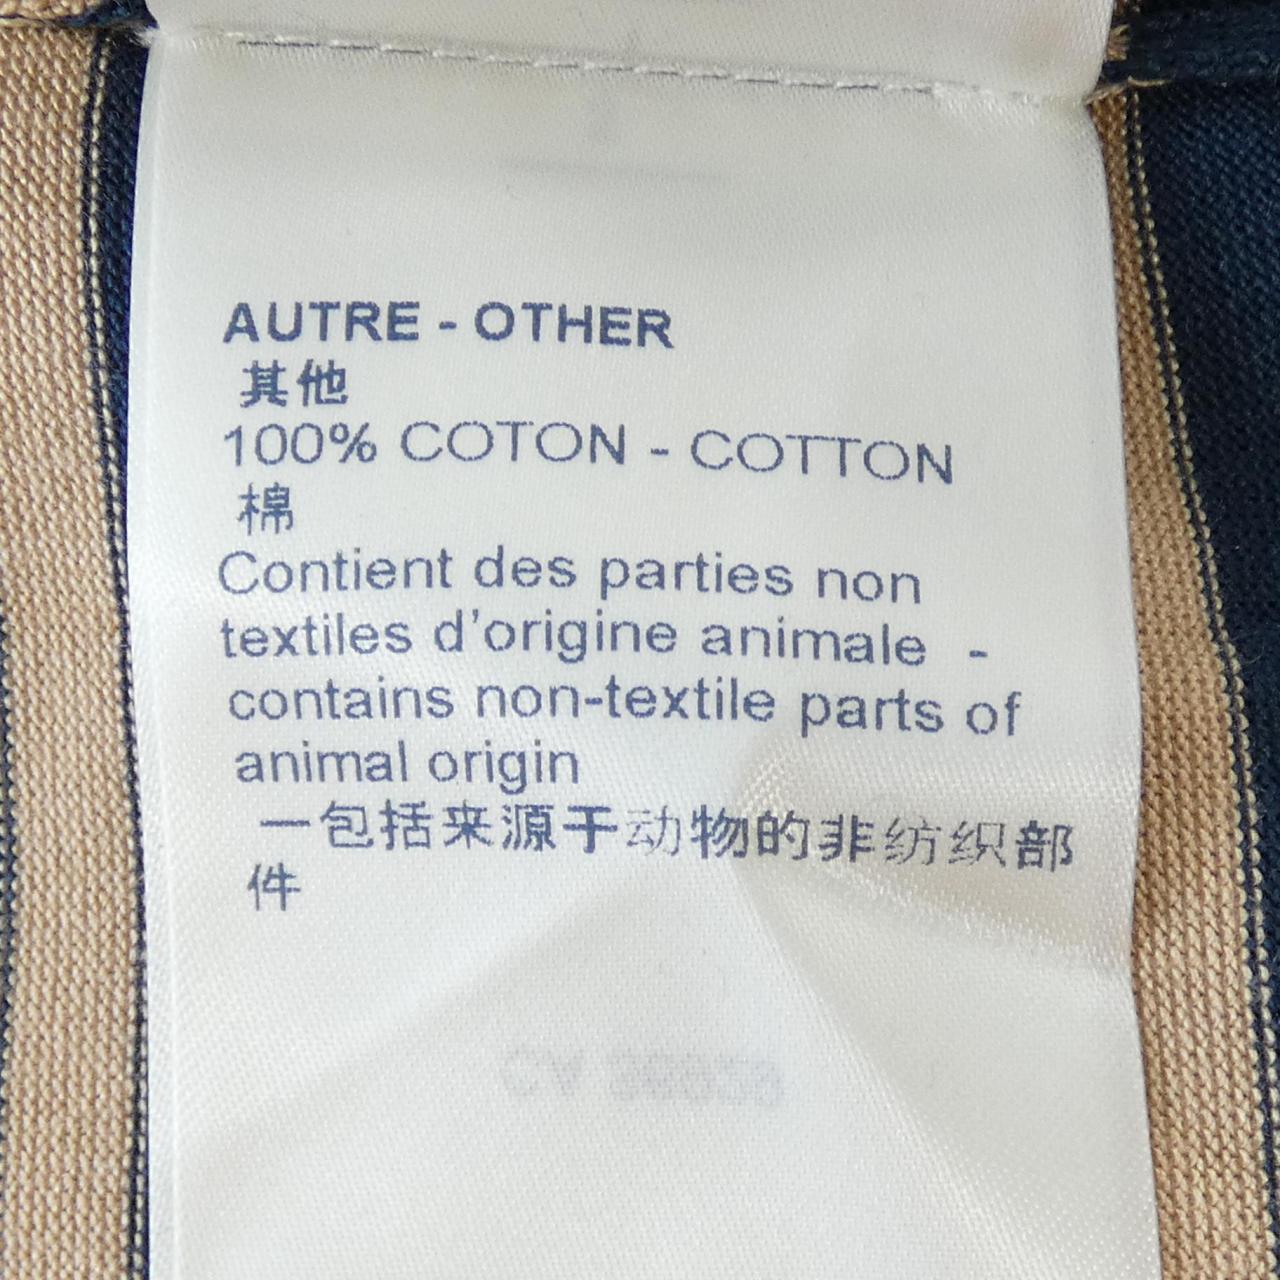 AUTRE - OTHER
其他
100% COTON - COTTON
棉
Contient des parties non
textiles d'origine animale -
contains non-textile parts of
animal origin
一包括来源于动物的非纺织部
件